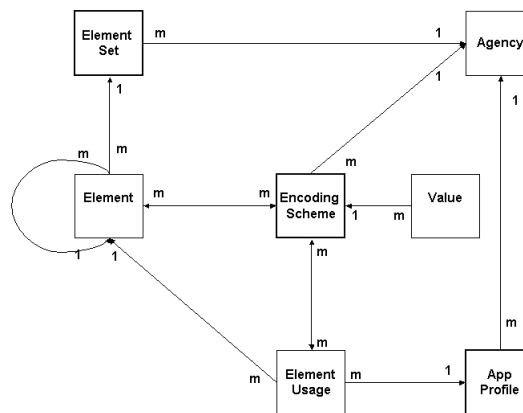 Element
Set
m
1
Agency
1
1
1
m
m
m
Element
m
m
Encoding
Scheme
1
m
Value
1
1
m
m
m
m
Element
Usage
m
1
App
Profile